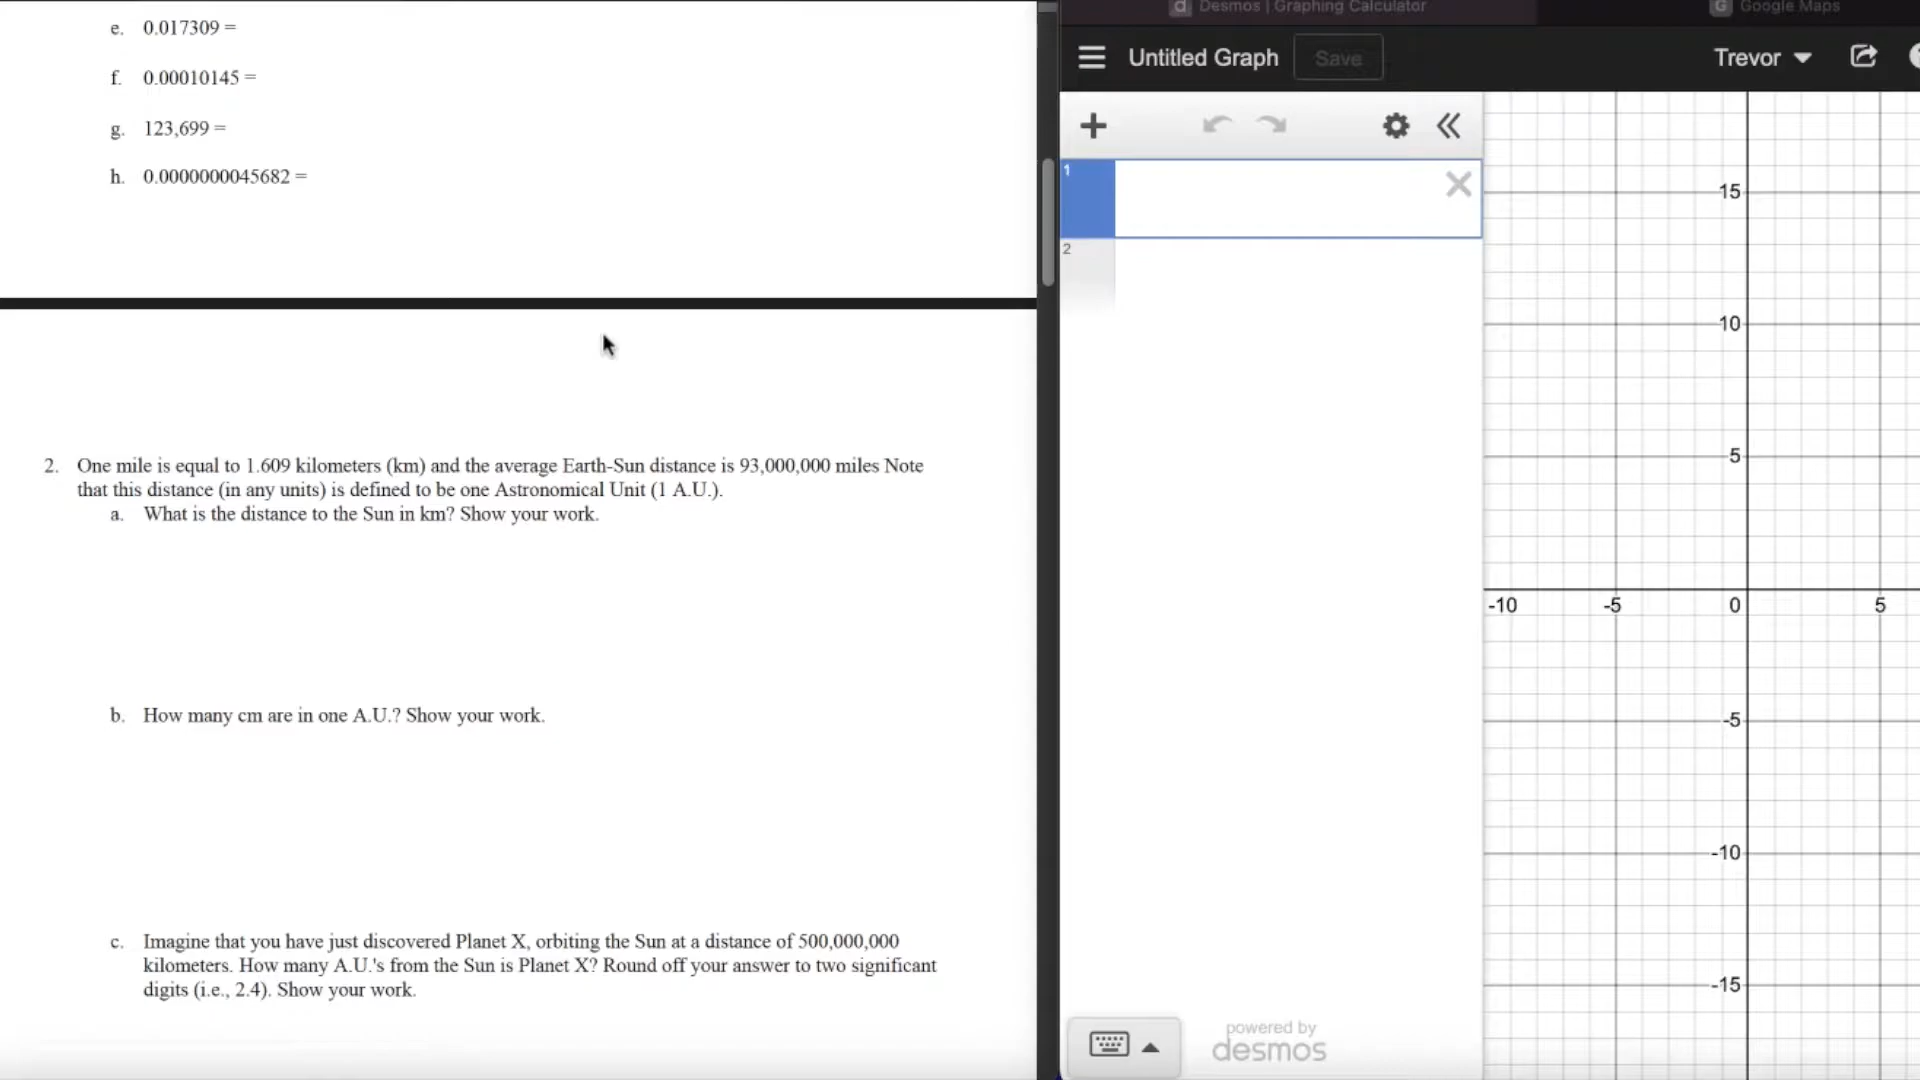 e. 0.017309 =
f. 0.00010145 =
g. 123,699 =
h. 0.0000000045682 =
2. One mile is equal to 1.609 kilometers (km) and the average Earth-Sun distance is 93,000,000 miles Note
that this distance (in any units) is defined to be one Astronomical Unit (1 A.U.).
a. What is the distance to the Sun in km? Show your work.
b. How many cm are in one A.U.? Show your work.
c. Imagine that you have just discovered Planet X, orbiting the Sun at a distance of 500,000,000
kilometers. How many A.U.'s from the Sun is Planet X? Round off your answer to two significant
digits (i.e., 2.4). Show your work.
d Desmos | Graphing Calculator
G Google Maps
Untitled Graph
Save
Trevor
1
2
powered by
desmos
15
10
5
-10 -5 0 5
-5
-10
-15